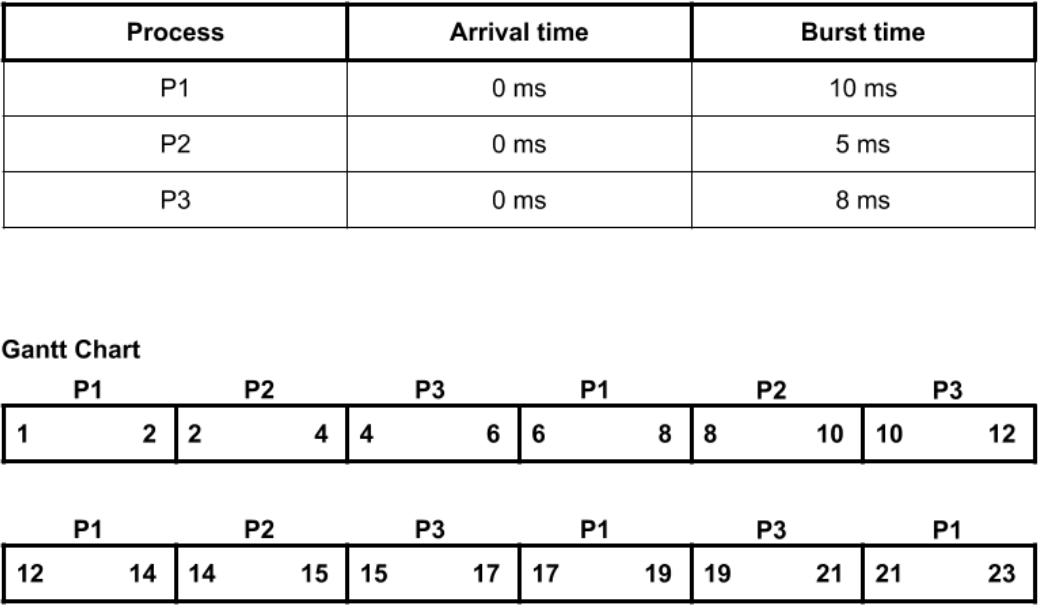 Process Arrival time Burst time
P1 0 ms 10 ms
P2 0 ms 5 ms
P3 0 ms 8 ms
Gantt Chart
P1 P2 P3 P1 P2 P3
1 2 2 4 4 6 6 8 8 10 10 12
P1 P2 P3 P1 P3 P1
12 14 14 15 15 17 17 19 19 21 21 23